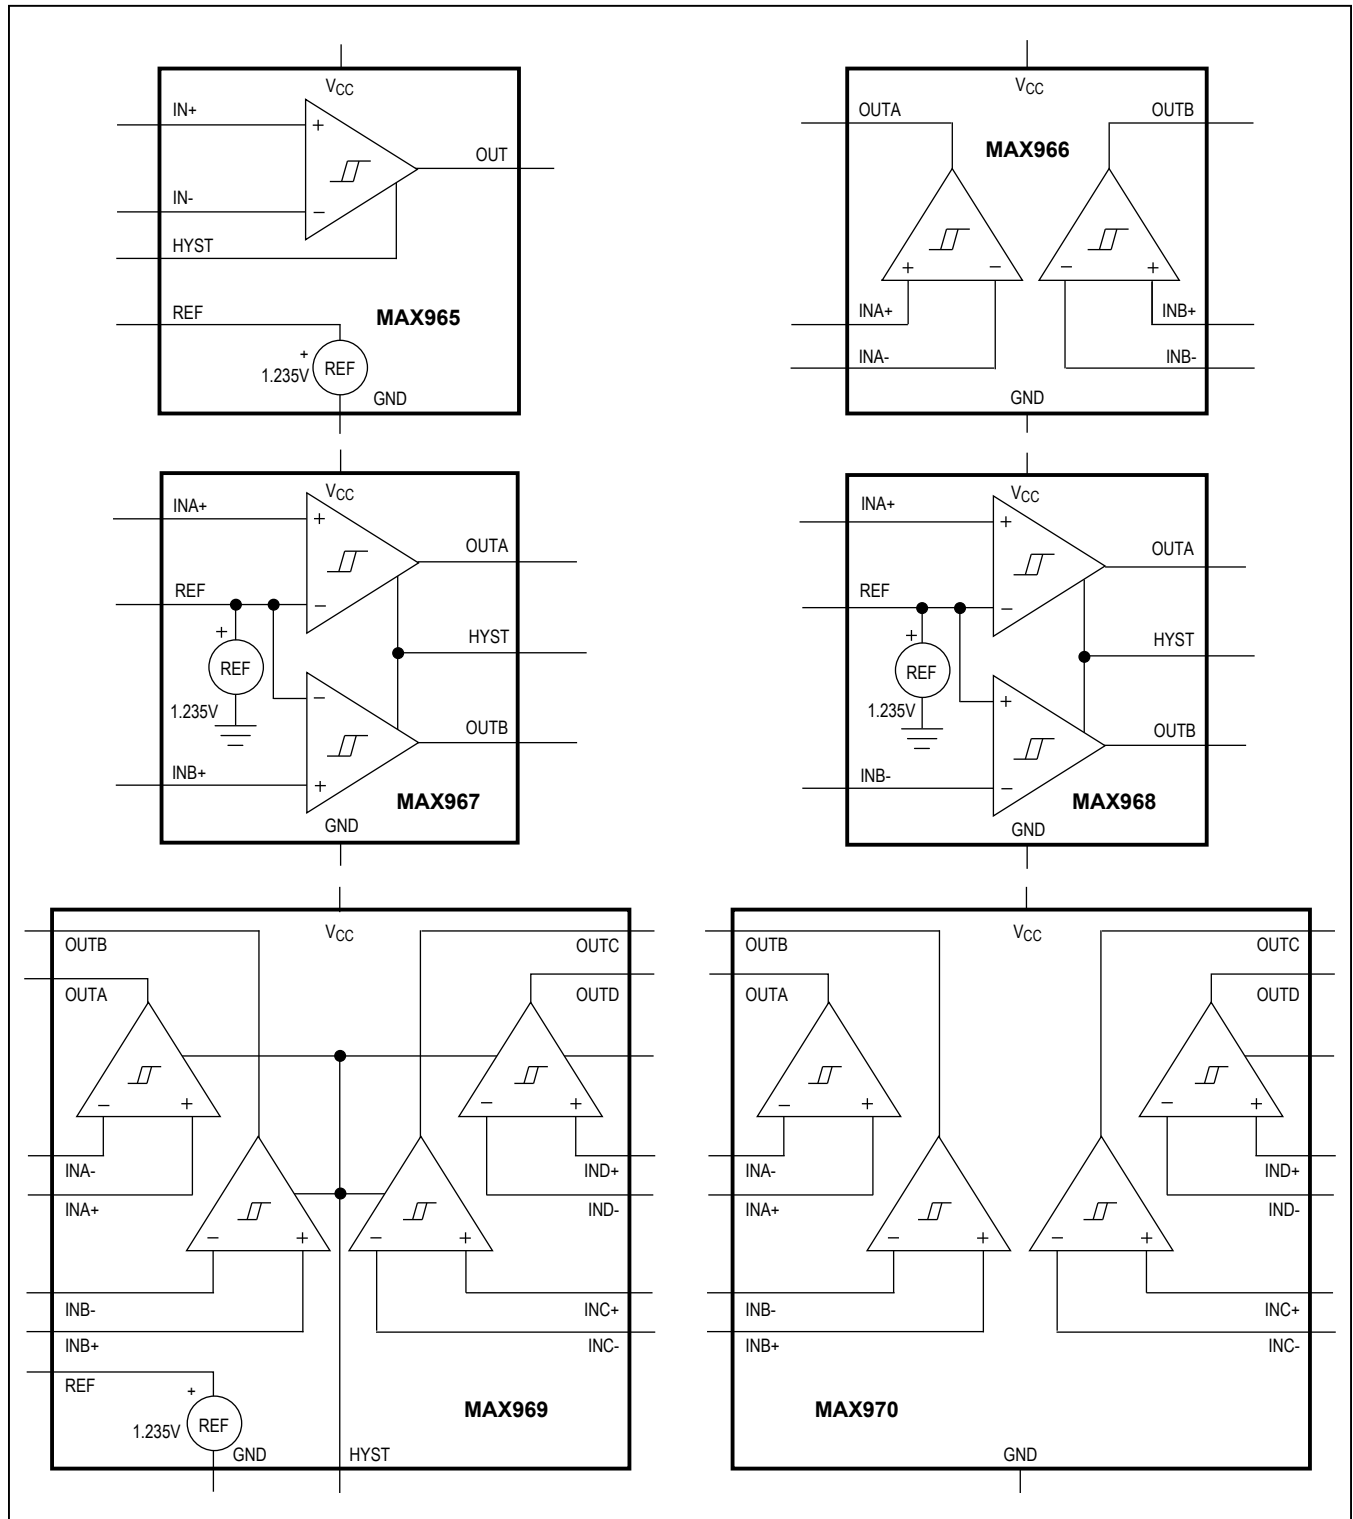 VCC
IN+
+
OUT
IN-
−
HYST
REF
MAX965
+
1.235V
REF
GND
VCC
OUTA
OUTB
MAX966
+
−
−
+
INA+
INB+
INA-
INB-
GND
VCC
INA+
+
OUTA
REF
−
+
HYST
REF
−
1.235V
OUTB
INB+
+
MAX967
GND
VCC
INA+
+
OUTA
REF
−
+
HYST
REF
+
1.235V
OUTB
INB-
−
MAX968
GND
VCC
OUTB
OUTC
OUTA
OUTD
−
+
−
+
INA-
IND+
INA+
IND-
−
+
−
+
INB-
INC+
INB+
INC-
REF
+
1.235V
REF
MAX969
GND
HYST
VCC
OUTB
OUTC
OUTA
OUTD
−
+
−
+
INA-
IND+
INA+
IND-
−
+
−
+
INB-
INC+
INB+
INC-
MAX970
GND